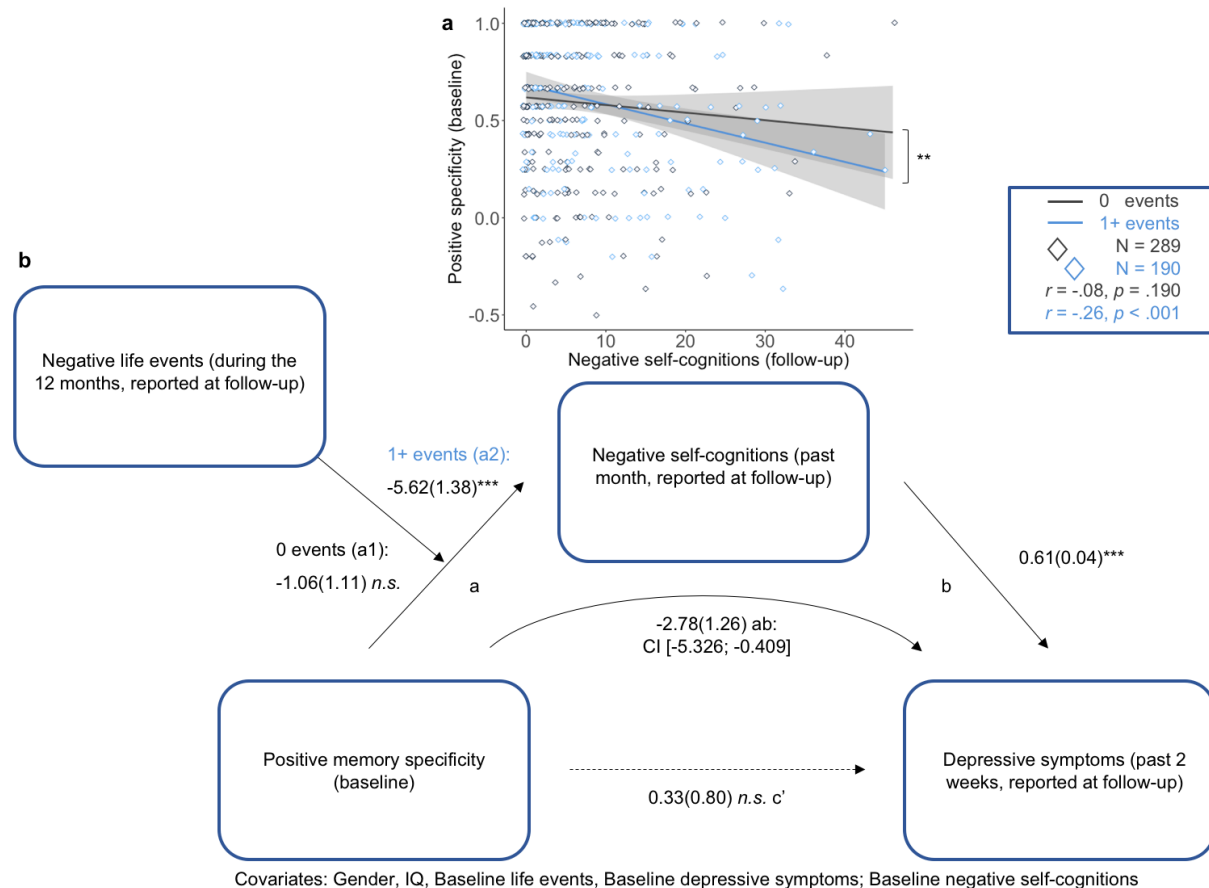 a
Positive specificity (baseline)
1.0
0.5
0.0
-0.5
0
10
20
30
40
Negative self-cognitions (follow-up)
**
0 events
1+ events
N = 289
N = 190
r = -.08, p = .190
r = -.26, p < .001
b
Negative life events (during the
12 months, reported at follow-up)
Negative self-cognitions (past
month, reported at follow-up)
1+ events (a2):
-5.62(1.38)***
0 events (a1):
-1.06(1.11) n.s.
a
b
0.61(0.04)***
-2.78(1.26) ab:
CI [-5.326; -0.409]
Positive memory specificity
(baseline)
Depressive symptoms (past 2
weeks, reported at follow-up)
0.33(0.80) n.s. c’
Covariates: Gender, IQ, Baseline life events, Baseline depressive symptoms; Baseline negative self-cognitions